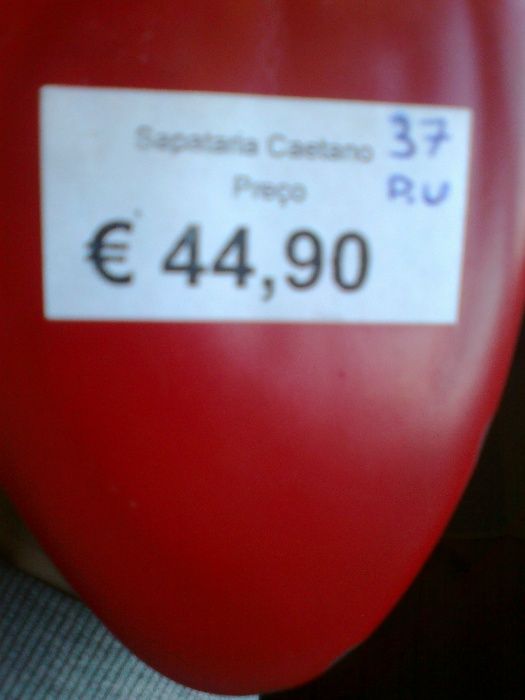 Sapataria Caetano
37
Preço
P.U
€ 44,90